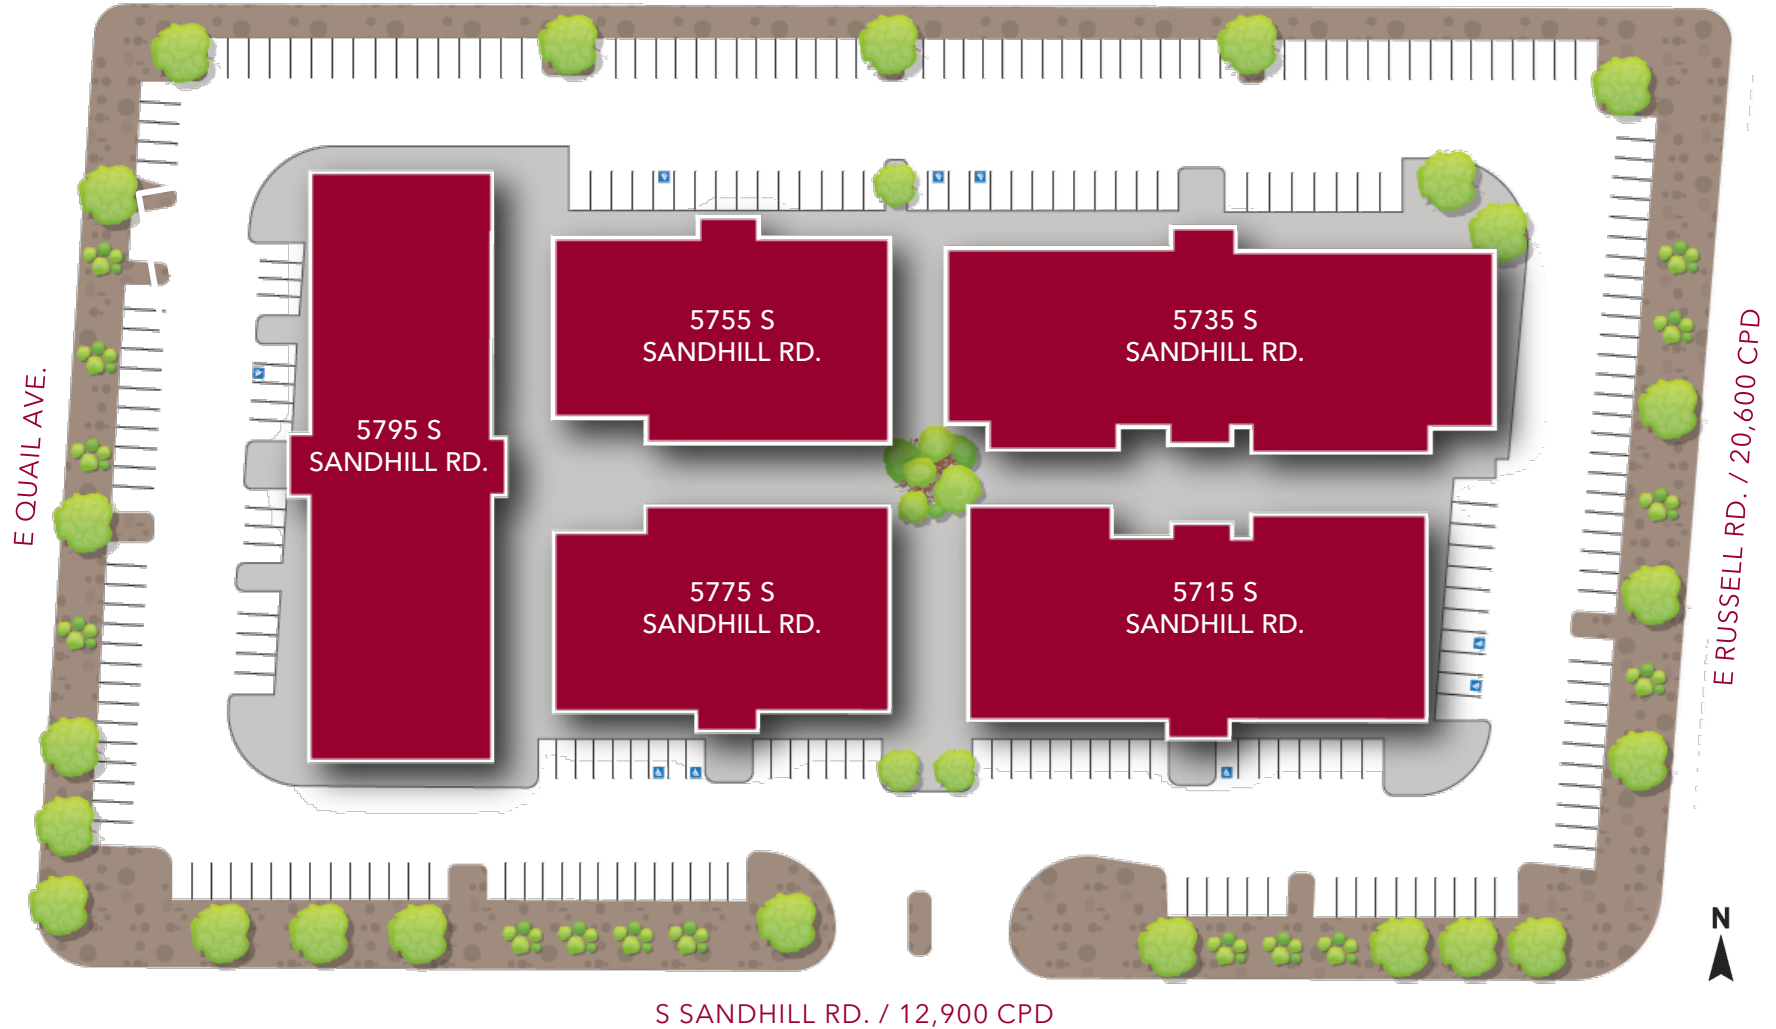 5755 S
SANDHILL RD.
5735 S
SANDHILL RD.
5795 S
SANDHILL RD.
5775 S
SANDHILL RD.
5715 S
SANDHILL RD.
E QUAIL AVE.
E RUSSELL RD. / 20,600 CPD
N
S SANDHILL RD. / 12,900 CPD